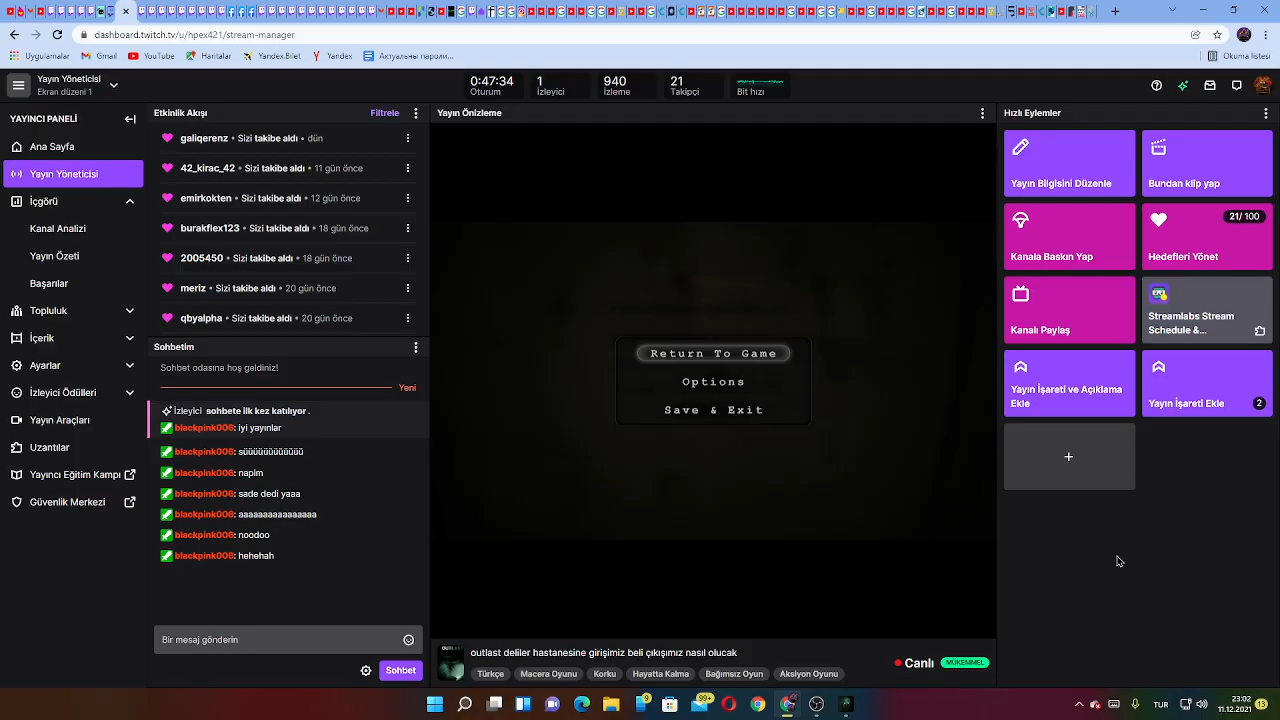 dashboard.twitch.tv/u/hpex421/stream-manager
Uygulamalar
Gmail
YouTube
Haritalar
Yandex.Bilet
Yandex
Актуальный поромо...
Okuma listesi
Yayın Yöneticisi
Ekran düzeni 1
0:47:34
Oturum
1
İzleyici
940
İzleme
21
Takipçi
Bit hızı
YAYINCI PANELİ
Ana Sayfa
Yayın Yöneticisi
İçgörü
Kanal Analizi
Yayın Özeti
Başarılar
Topluluk
İçerik
Ayarlar
İzleyici Ödülleri
Yayın Araçları
Uzantılar
Yayıncı Eğitim Kampı
Güvenlik Merkezi
Etkinlik Akışı
Filtrele
galiqerenz • Sizi takibe aldı • dün
42_kirac_42 • Sizi takibe aldı • 11 gün önce
emirkokten • Sizi takibe aldı • 12 gün önce
burakflex123 • Sizi takibe aldı • 18 gün önce
2005450 • Sizi takibe aldı • 18 gün önce
meriz • Sizi takibe aldı • 20 gün önce
qbyalpha • Sizi takibe aldı • 20 gün önce
Sohbetim
Sohbet odasına hoş geldiniz!
Yeni
İzleyici sohbete ilk kez katılıyor .
blackpink006: iyi yayınlar
blackpink006: süüüüüüüüüüüü
blackpink006: napim
blackpink006: sade dedi yaaa
blackpink006: aaaaaaaaaaaaaaa
blackpink006: noodoo
blackpink006: hehehah
Bir mesaj gönderin
Sohbet
Yayın Önizleme
Return To Game
Options
Save & Exit
OUTLAST
outlast deliler hastanesine girişimiz beli çıkışımız nasıl olucak
Türkçe
Macera Oyunu
Korku
Hayatta Kalma
Bağımsız Oyun
Aksiyon Oyunu
Canlı
MÜKEMMEL
Hızlı Eylemler
Yayın Bilgisini Düzenle
Bundan klip yap
Kanala Baskın Yap
21/ 100
Hedefleri Yönet
Kanalı Paylaş
Streamlabs Stream
Schedule &...
Yayın İşareti ve Açıklama
Ekle
Yayın İşareti Ekle
2
9
99+
TUR
23:02
11.12.2022